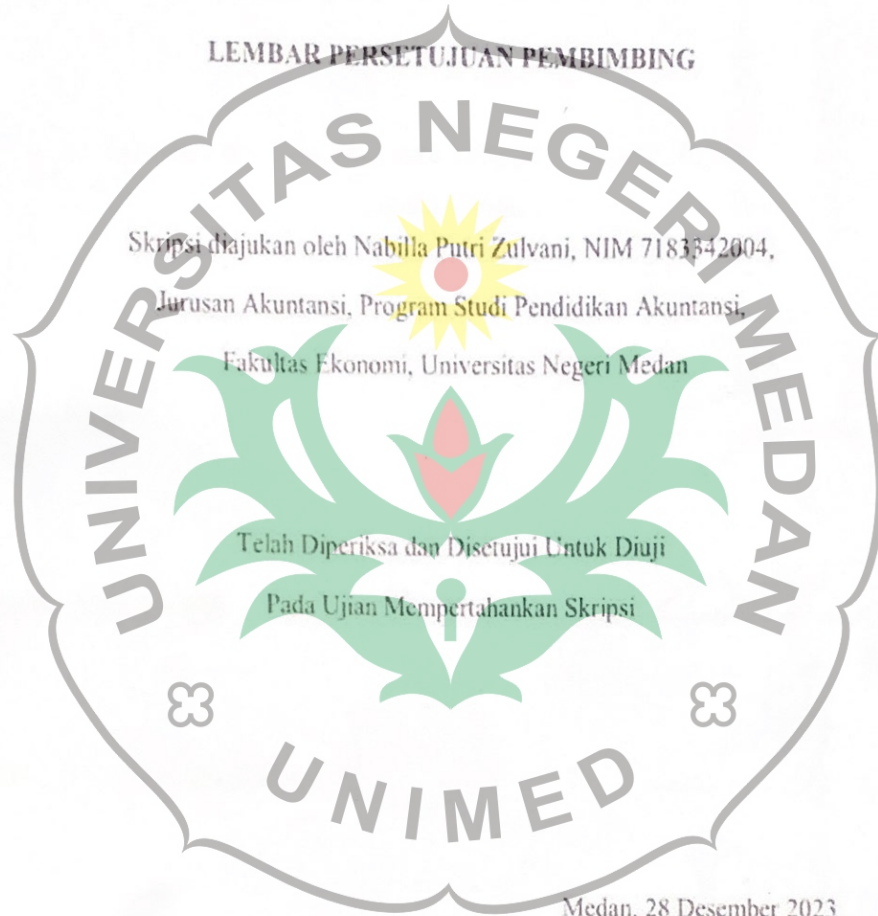 LEMBAR PERSETUJUAN PEMBIMBING
UNIVERSITAS NEGERI MEDAN
Skripsi diajukan oleh Nabilla Putri Zulvani, NIM 7183342004,
Jurusan Akuntansi, Program Studi Pendidikan Akuntansi,
Fakultas Ekonomi, Universitas Negeri Medan
Telah Diperiksa dan Disetujui Untuk Diuji
Pada Ujian Mempertahankan Skripsi
UNIMED
Medan, 28 Desember 2023